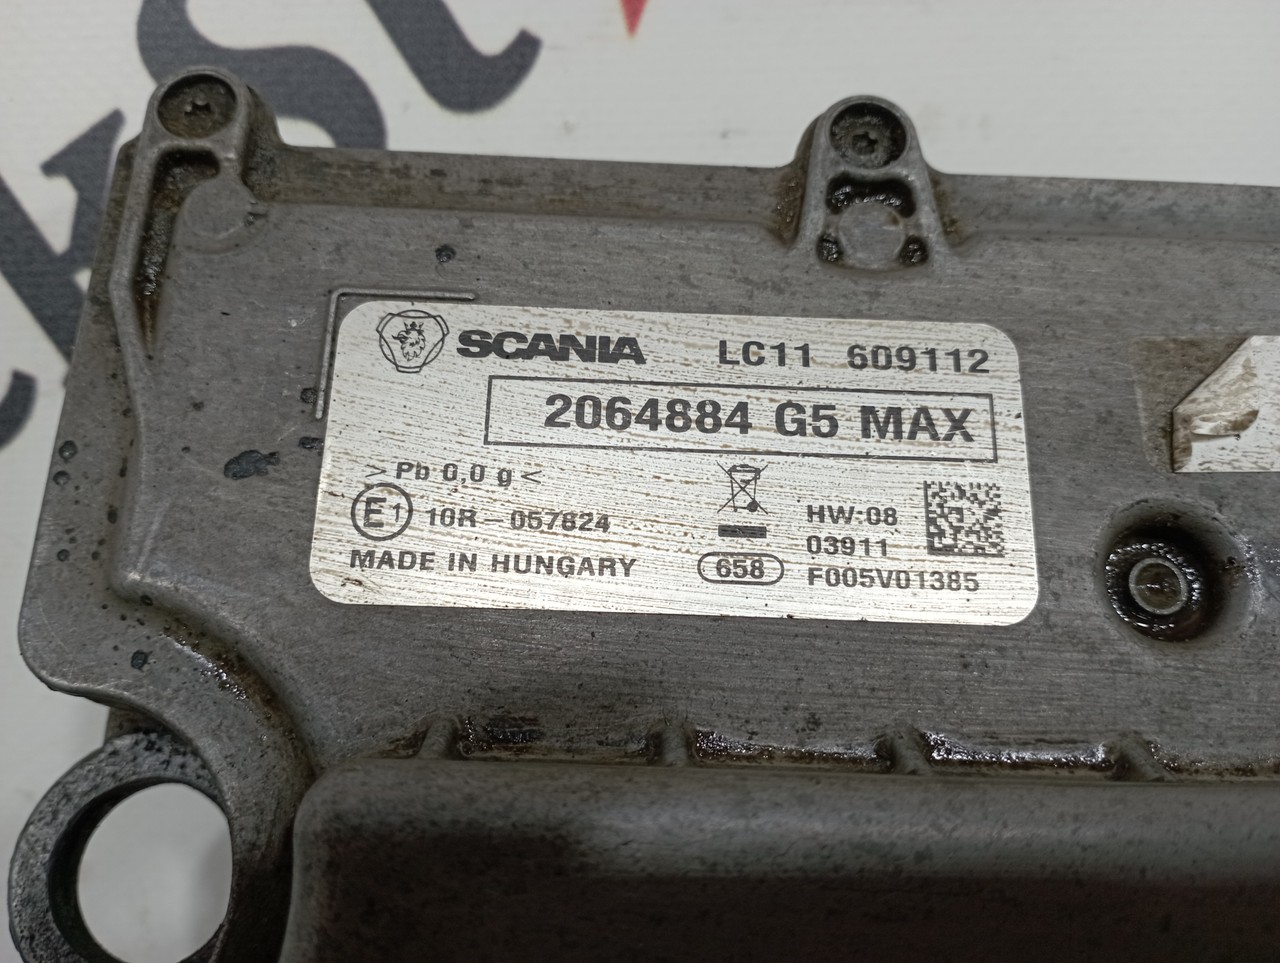 SCANIA LC11 609112
2064884 G5 MAX
>Pb 0,0 g<
E1 10R-057824
HW:08
03911
MADE IN HUNGARY 658 F005V01385